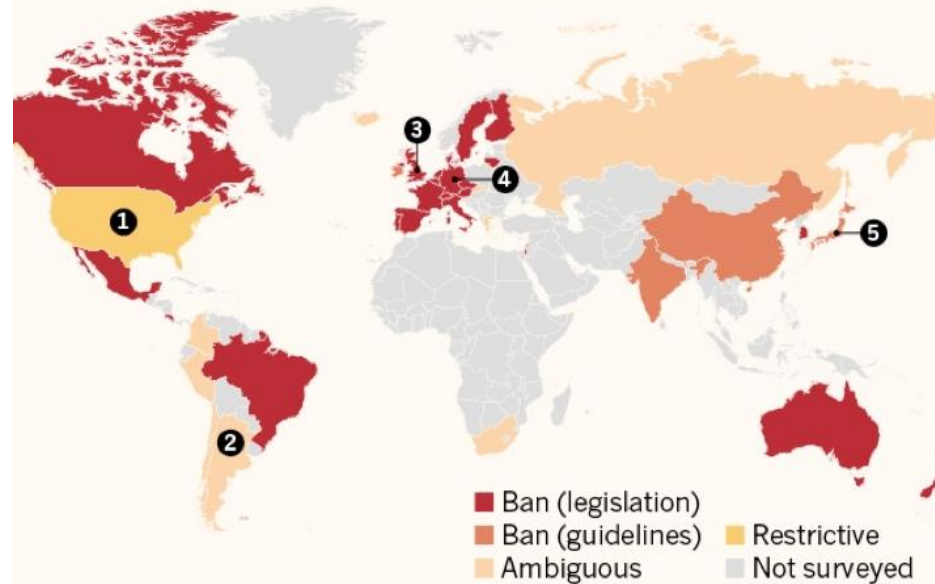 3
4
1
5
2
Ban (legislation)
Ban (guidelines)
Restrictive
Ambiguous
Not surveyed